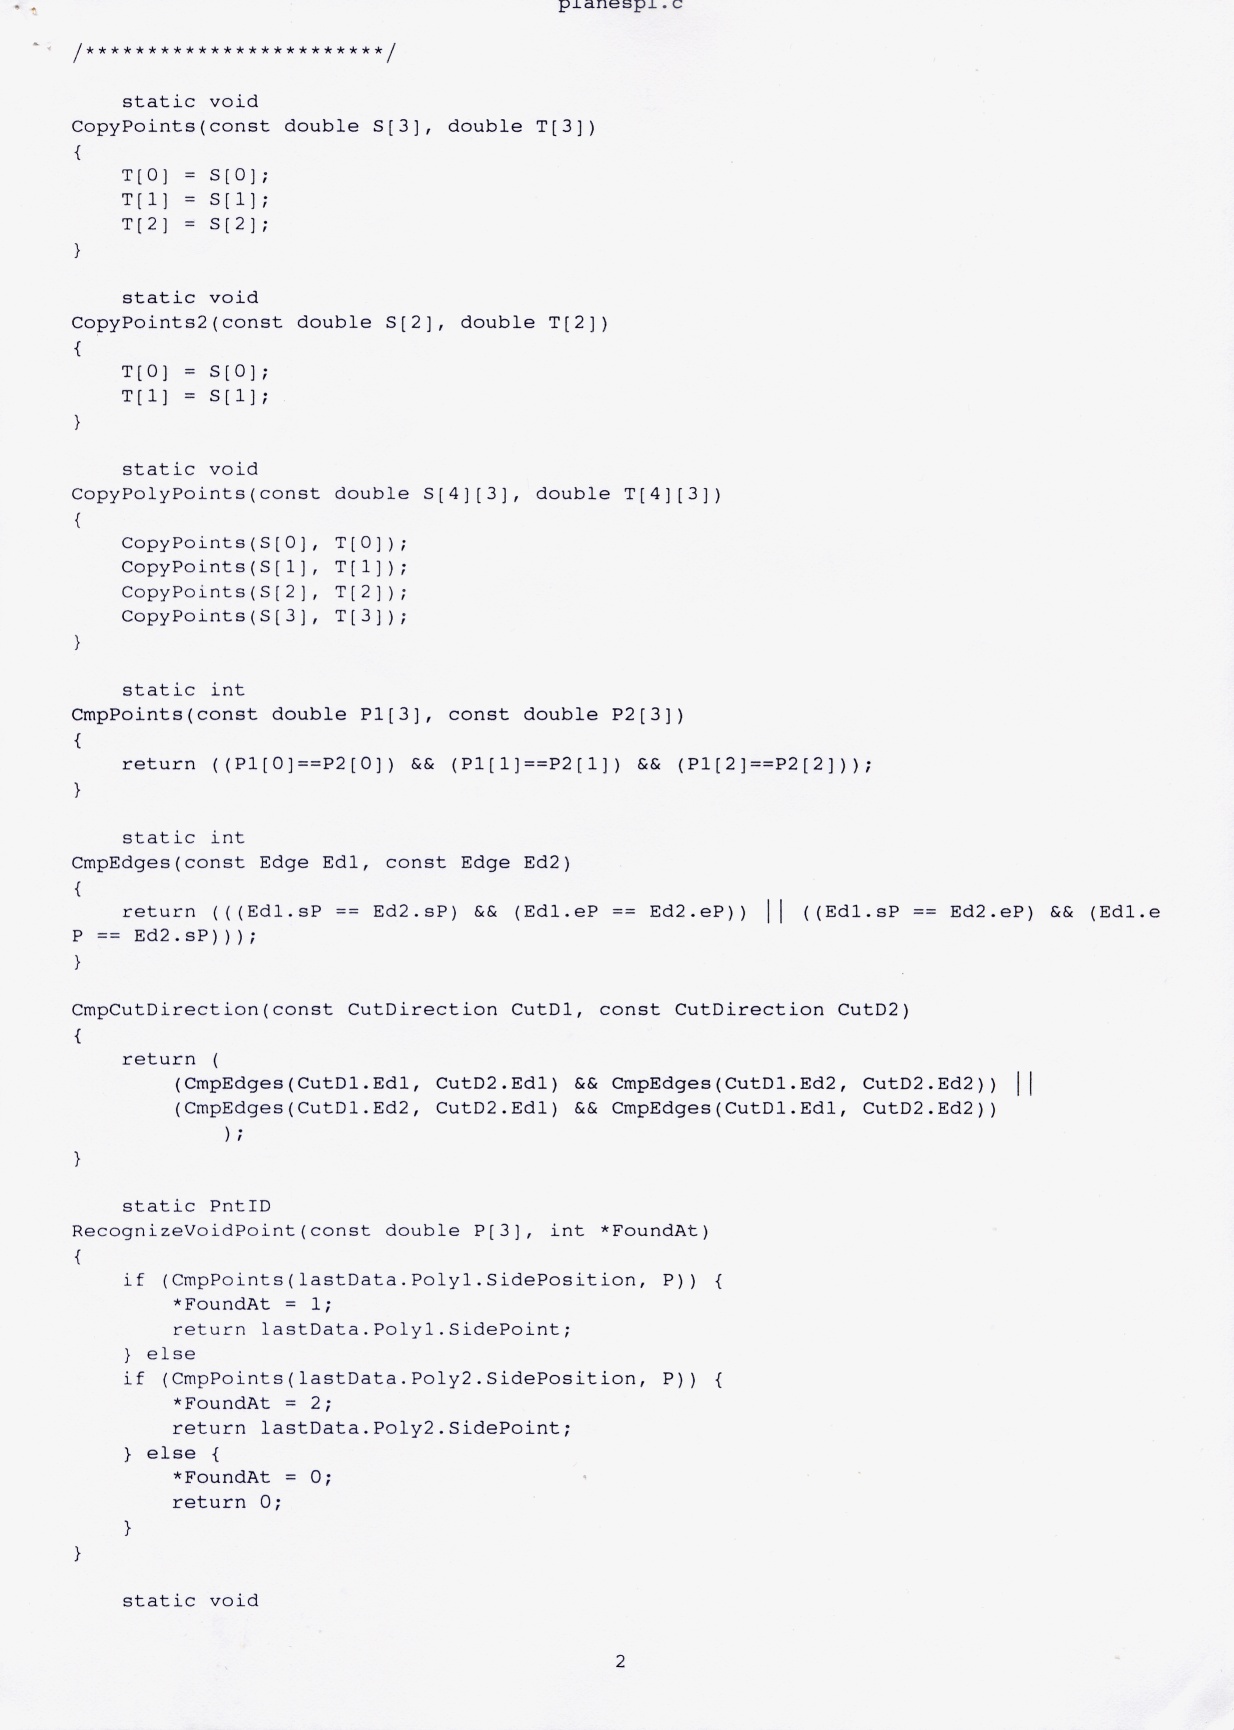 planespl.c
/************************/
static void
CopyPoints(const double S[3], double T[3])
{
T[0] = S[0];
T[1] = S[1];
T[2] = S[2];
}
static void
CopyPoints2(const double S[2], double T[2])
{
T[0] = S[0];
T[1] = S[1];
}
static void
CopyPolyPoints(const double S[4][3], double T[4][3])
{
CopyPoints(S[0], T[0]);
CopyPoints(S[1], T[1]);
CopyPoints(S[2], T[2]);
CopyPoints(S[3], T[3]);
}
static int
CmpPoints(const double P1[3], const double P2[3])
{
return ((P1[0]==P2[0]) && (P1[1]==P2[1]) && (P1[2]==P2[2]));
}
static int
CmpEdges(const Edge Ed1, const Edge Ed2)
{
return (((Ed1.sP == Ed2.sP) && (Ed1.eP == Ed2.eP)) || ((Ed1.sP == Ed2.eP) && (Ed1.e
P == Ed2.sP)));
}
CmpCutDirection(const CutDirection CutD1, const CutDirection CutD2)
{
return (
(CmpEdges(CutD1.Ed1, CutD2.Ed1) && CmpEdges(CutD1.Ed2, CutD2.Ed2)) ||
(CmpEdges(CutD1.Ed2, CutD2.Ed1) && CmpEdges(CutD1.Ed1, CutD2.Ed2))
);
}
static PntID
RecognizeVoidPoint(const double P[3], int *FoundAt)
{
if (CmpPoints(lastData.Poly1.SidePosition, P)) {
*FoundAt = 1;
return lastData.Poly1.SidePoint;
} else
if (CmpPoints(lastData.Poly2.SidePosition, P)) {
*FoundAt = 2;
return lastData.Poly2.SidePoint;
} else {
*FoundAt = 0;
return 0;
}
}
static void
2